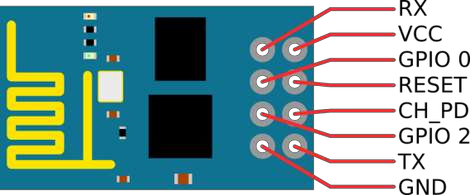 RX
VCC
GPIO 0
RESET
CH_PD
GPIO 2
TX
GND